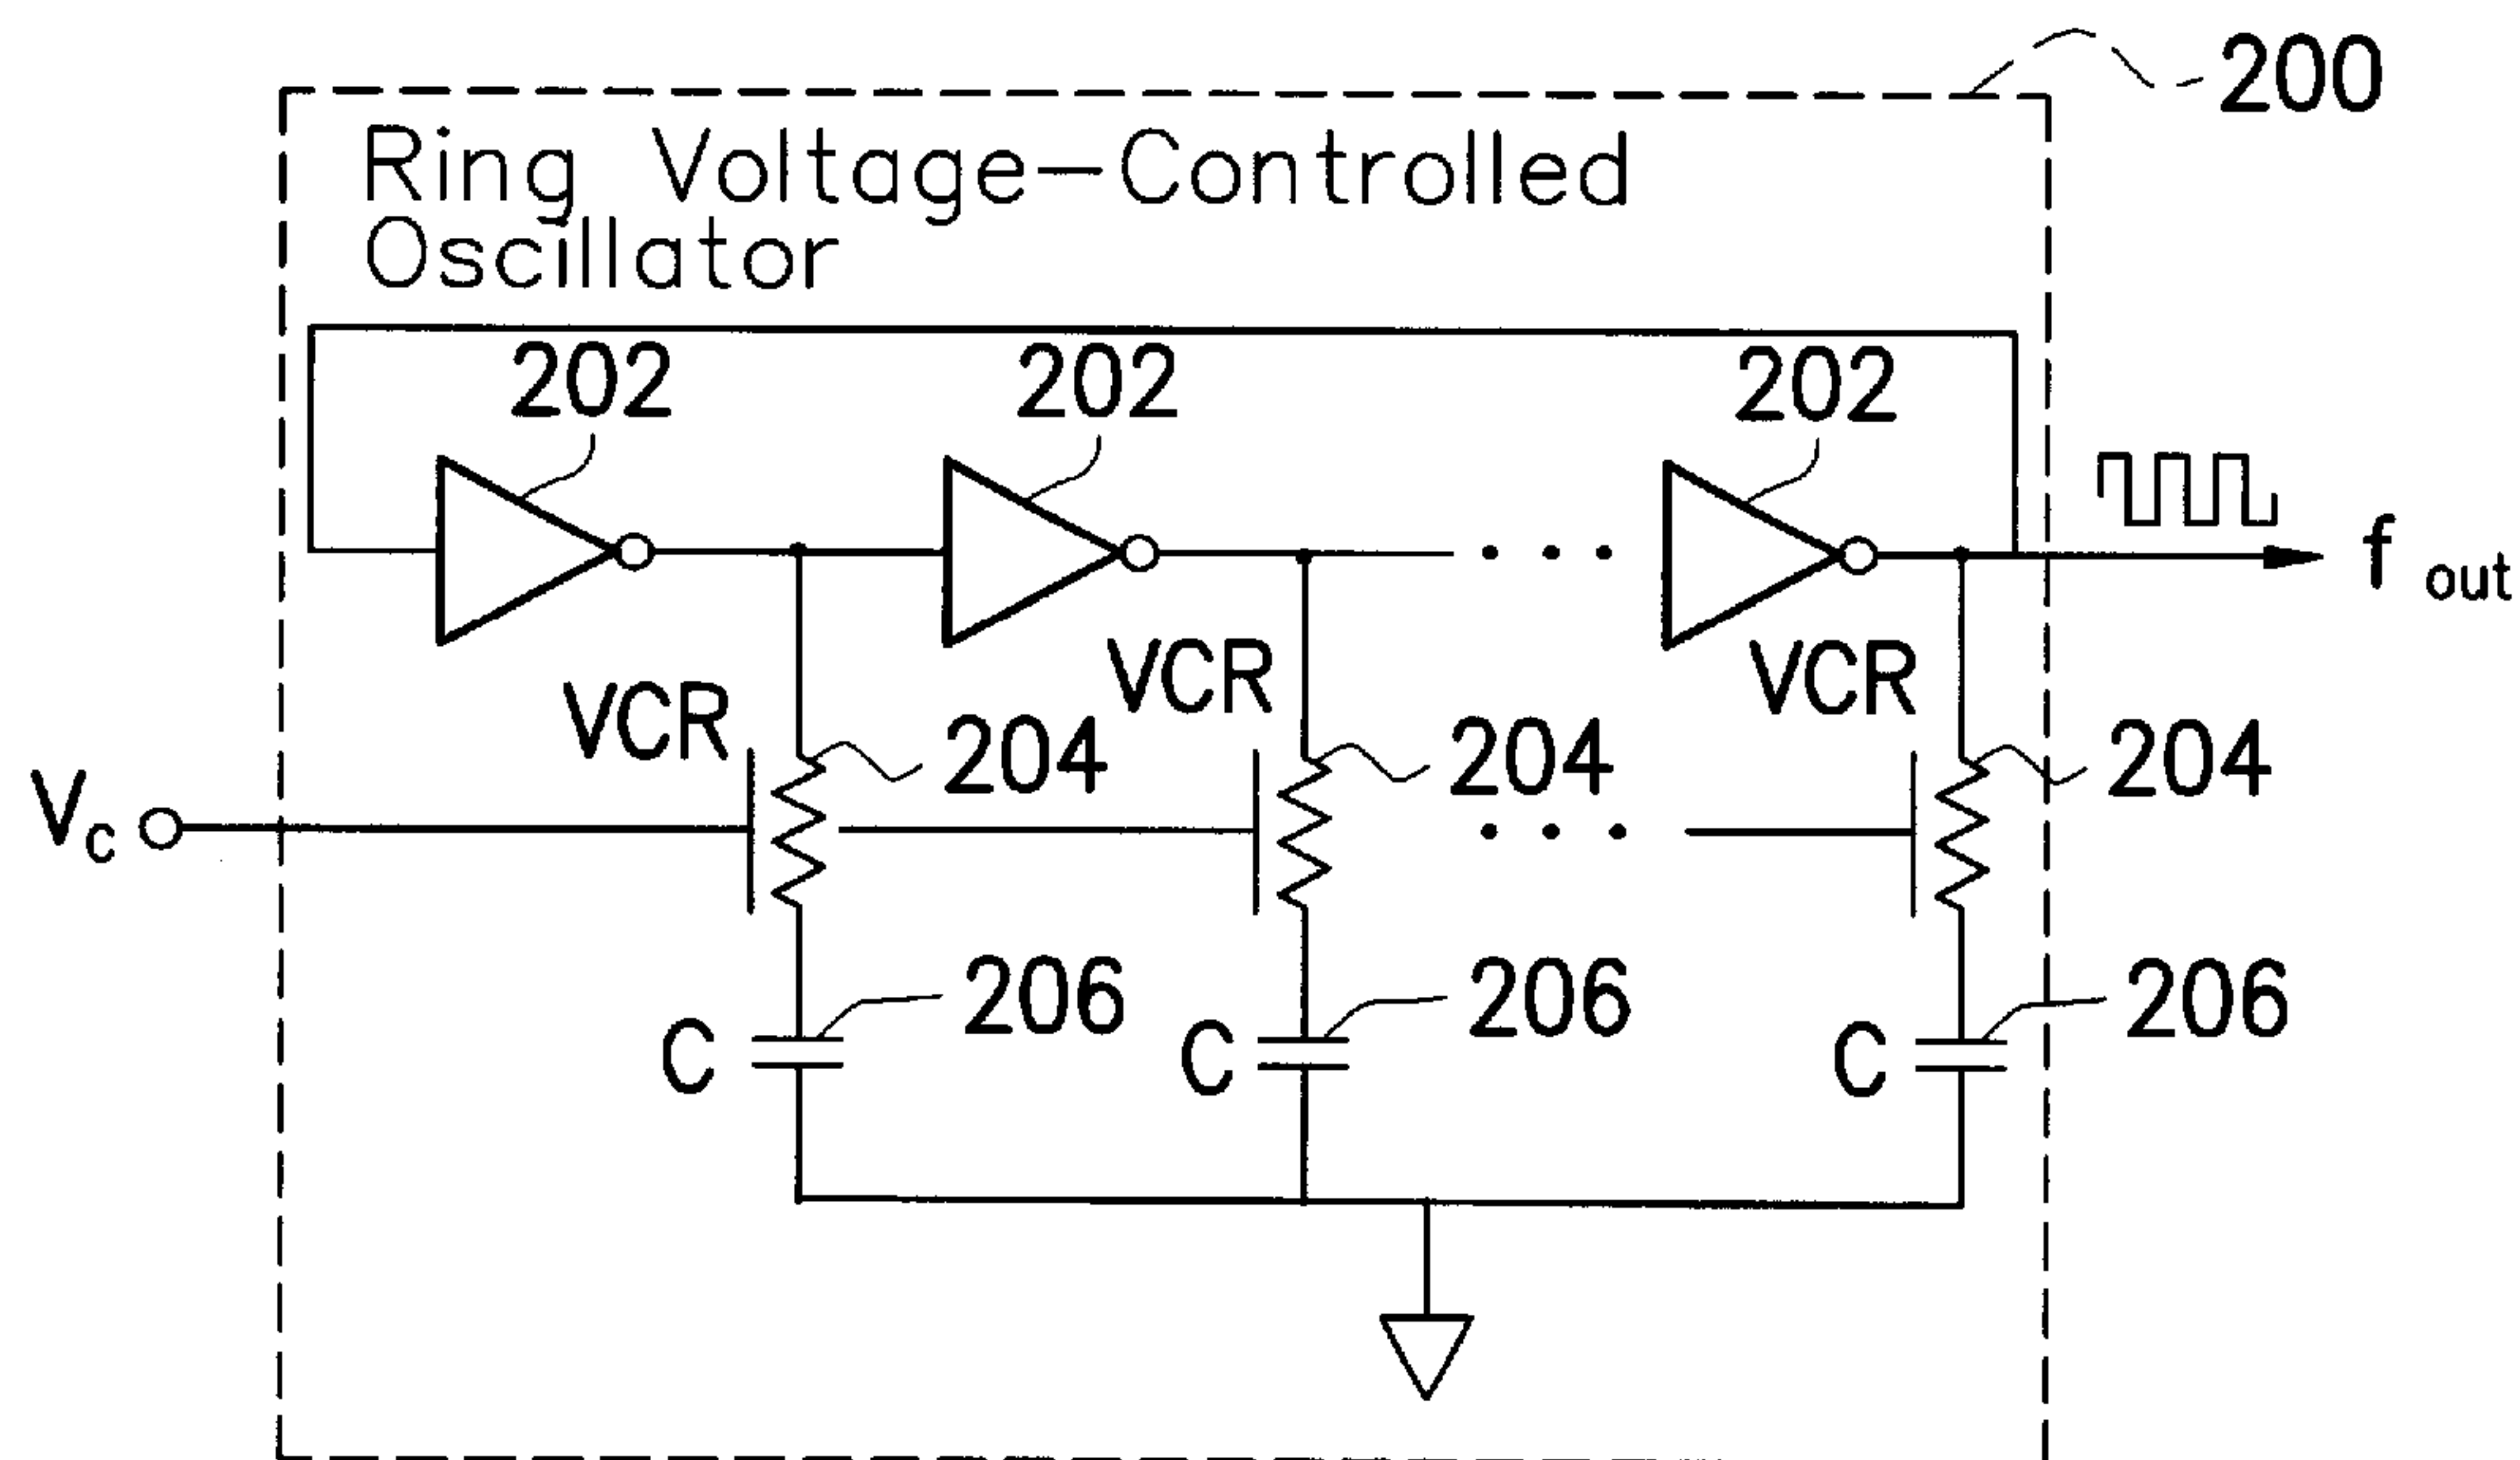 200
Ring Voltage-Controlled
Oscillator
202 202 202
f out
VCR VCR VCR
204 204 204
Vc
206 206 206
C C C